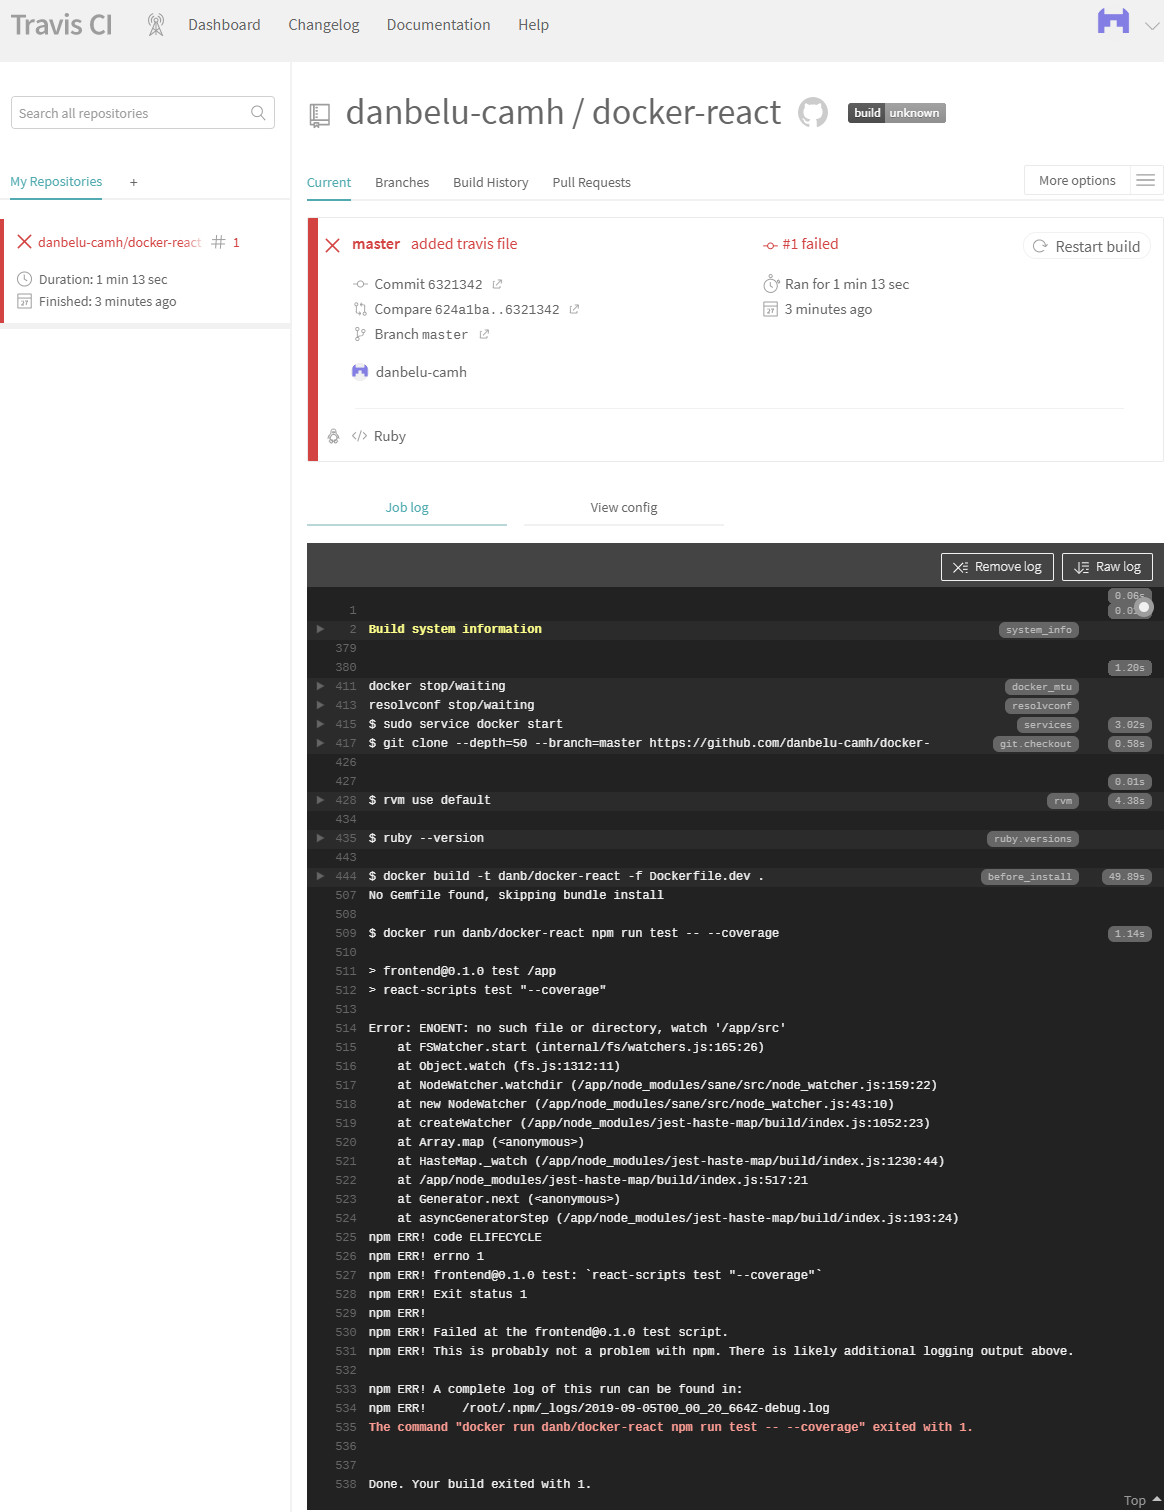 Travis CI
Dashboard
Changelog
Documentation
Help
Search all repositories
My Repositories +
danbelu-camh/docker-react # 1
Duration: 1 min 13 sec
Finished: 3 minutes ago
danbelu-camh / docker-react
build unknown
Current
Branches
Build History
Pull Requests
More options
master added travis file
#1 failed
Restart build
Commit 6321342
Ran for 1 min 13 sec
Compare 624a1ba..6321342
3 minutes ago
Branch master
danbelu-camh
</> Ruby
Job log
View config
Remove log
Raw log
0.06s
1
2 Build system information system_info
379
380 1.20s
411 docker stop/waiting docker_mtu
413 resolvconf stop/waiting resolvconf
415 $ sudo service docker start services 3.02s
417 $ git clone --depth=50 --branch=master https://github.com/danbelu-camh/docker- git.checkout 0.58s
426
427 0.01s
428 $ rvm use default rvm 4.38s
434
435 $ ruby --version ruby.versions
443
444 $ docker build -t danb/docker-react -f Dockerfile.dev . before_install 49.89s
507 No Gemfile found, skipping bundle install
508
509 $ docker run danb/docker-react npm run test -- --coverage 1.14s
510
511 > frontend@0.1.0 test /app
512 > react-scripts test "--coverage"
513
514 Error: ENOENT: no such file or directory, watch '/app/src'
515 at FSWatcher.start (internal/fs/watchers.js:165:26)
516 at Object.watch (fs.js:1312:11)
517 at NodeWatcher.watchdir (/app/node_modules/sane/src/node_watcher.js:159:22)
518 at new NodeWatcher (/app/node_modules/sane/src/node_watcher.js:43:10)
519 at createWatcher (/app/node_modules/jest-haste-map/build/index.js:1052:23)
520 at Array.map (<anonymous>)
521 at HasteMap._watch (/app/node_modules/jest-haste-map/build/index.js:1230:44)
522 at /app/node_modules/jest-haste-map/build/index.js:517:21
523 at Generator.next (<anonymous>)
524 at asyncGeneratorStep (/app/node_modules/jest-haste-map/build/index.js:193:24)
525 npm ERR! code ELIFECYCLE
526 npm ERR! errno 1
527 npm ERR! frontend@0.1.0 test: `react-scripts test "--coverage"`
528 npm ERR! Exit status 1
529 npm ERR!
530 npm ERR! Failed at the frontend@0.1.0 test script.
531 npm ERR! This is probably not a problem with npm. There is likely additional logging output above.
532
533 npm ERR! A complete log of this run can be found in:
534 npm ERR! /root/.npm/_logs/2019-09-05T00_00_20_664Z-debug.log
535 The command "docker run danb/docker-react npm run test -- --coverage" exited with 1.
536
537
538 Done. Your build exited with 1.
Top